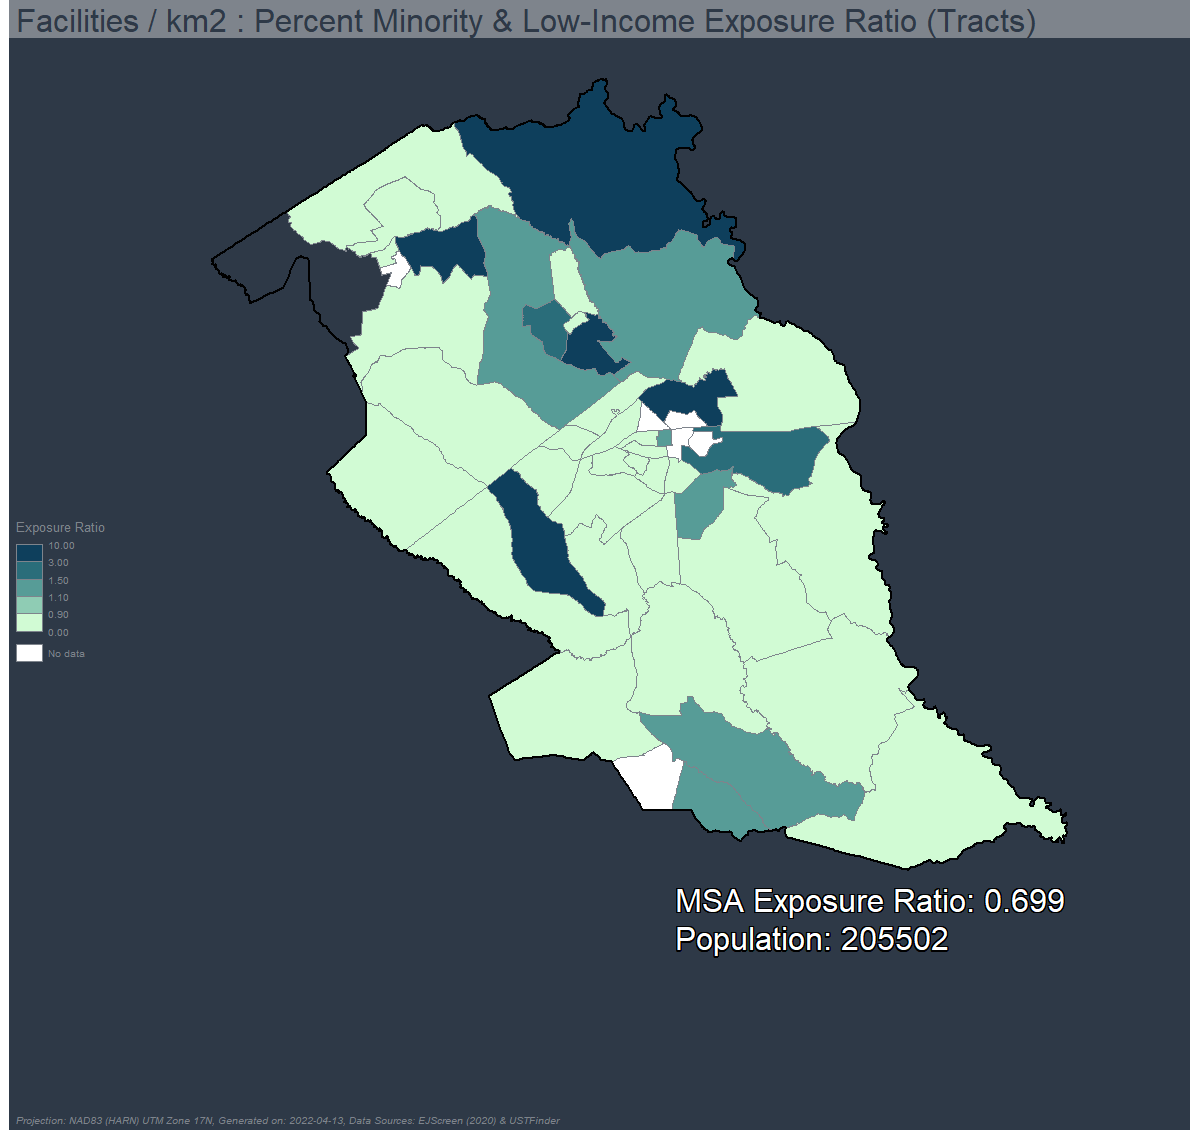 Facilities / km2 : Percent Minority & Low-Income Exposure Ratio (Tracts)
Exposure Ratio
10.00
3.00
1.50
1.10
0.90
0.00
No data
MSA Exposure Ratio: 0.699
Population: 205502
Projection: NAD83 (HARN) UTM Zone 17N, Generated on: 2022-04-13, Data Sources: EJScreen (2020) & USTFinder